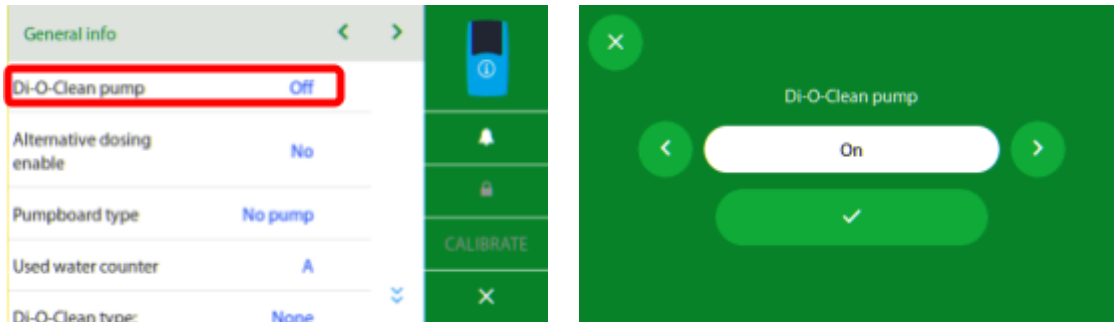 General info
Di-O-Clean pump Off
Alternative dosing
enable No
Pumpboard type No pump
Used water counter A
Di-O-Clean type: None
CALIBRATE
Di-O-Clean pump
On